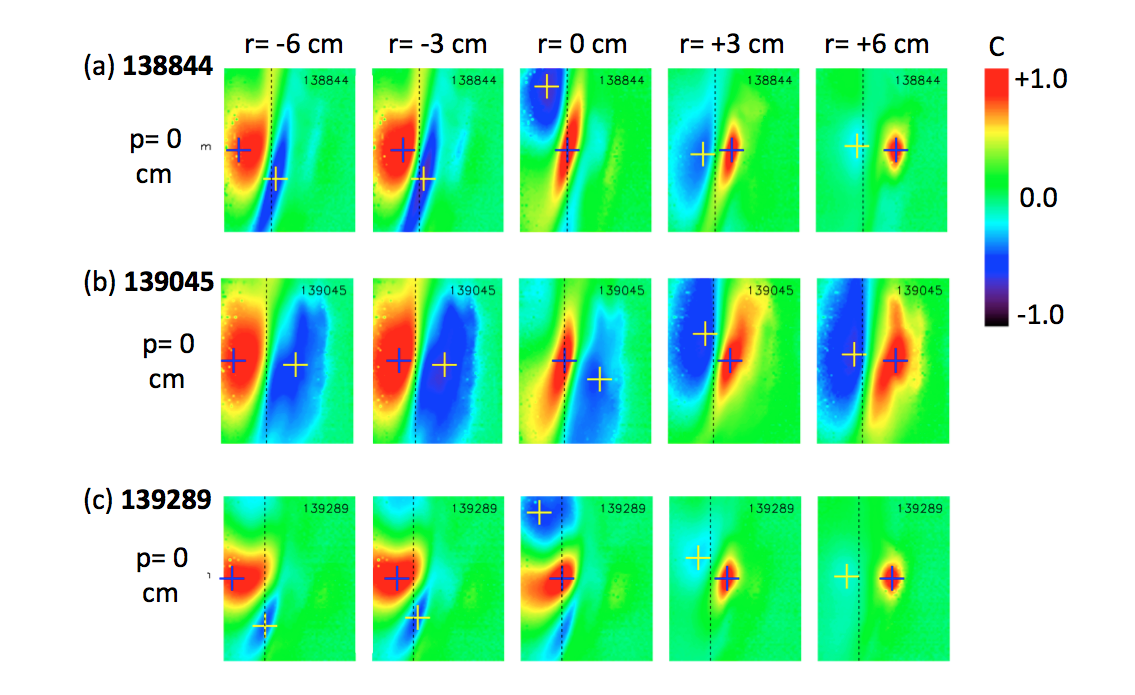 r= -6 cm r= -3 cm r= 0 cm r= +3 cm r= +6 cm C
(a) 138844
138844 138844 138844 138844 138844
+1.0
p= 0
cm
m
0.0
-1.0
(b) 139045
139045 139045 139045 139045 139045
p= 0
cm
(c) 139289
139289 139289 139289 139289 139289
p= 0
cm